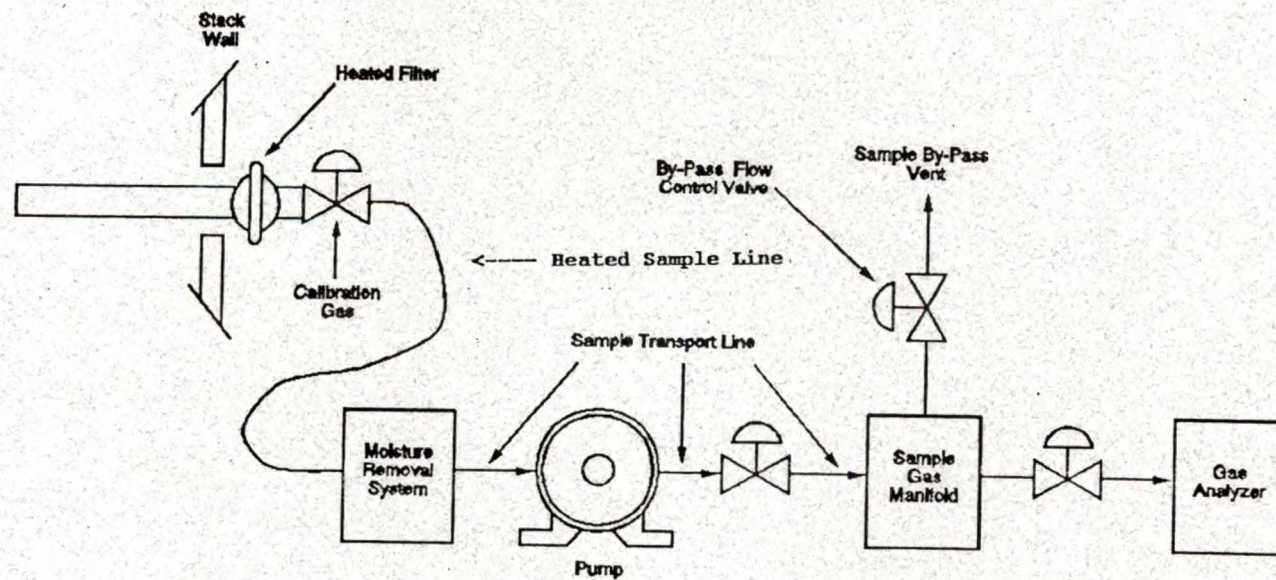 Stack
Wall
Heated Filter
By-Pass Flow
Control Valve
Sample By-Pass
Vent
<---- Heated Sample Line
Calibration
Gas
Sample Transport Line
Moisture
Removal
System
Sample
Gas
Manifold
Gas
Analyzer
Pump